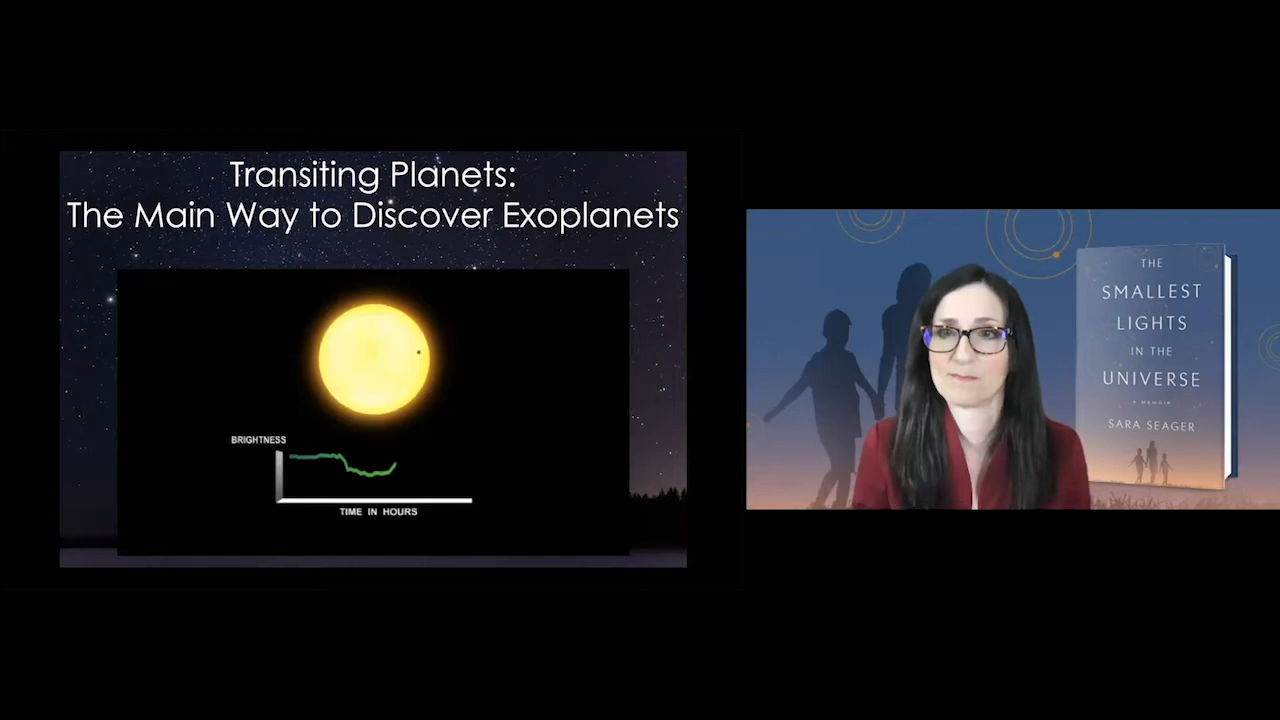 Transiting Planets:
The Main Way to Discover Exoplanets
BRIGHTNESS
TIME IN HOURS
THE
SMALLEST
LIGHTS
IN THE
UNIVERSE
A MEMOIR
SARA SEAGER